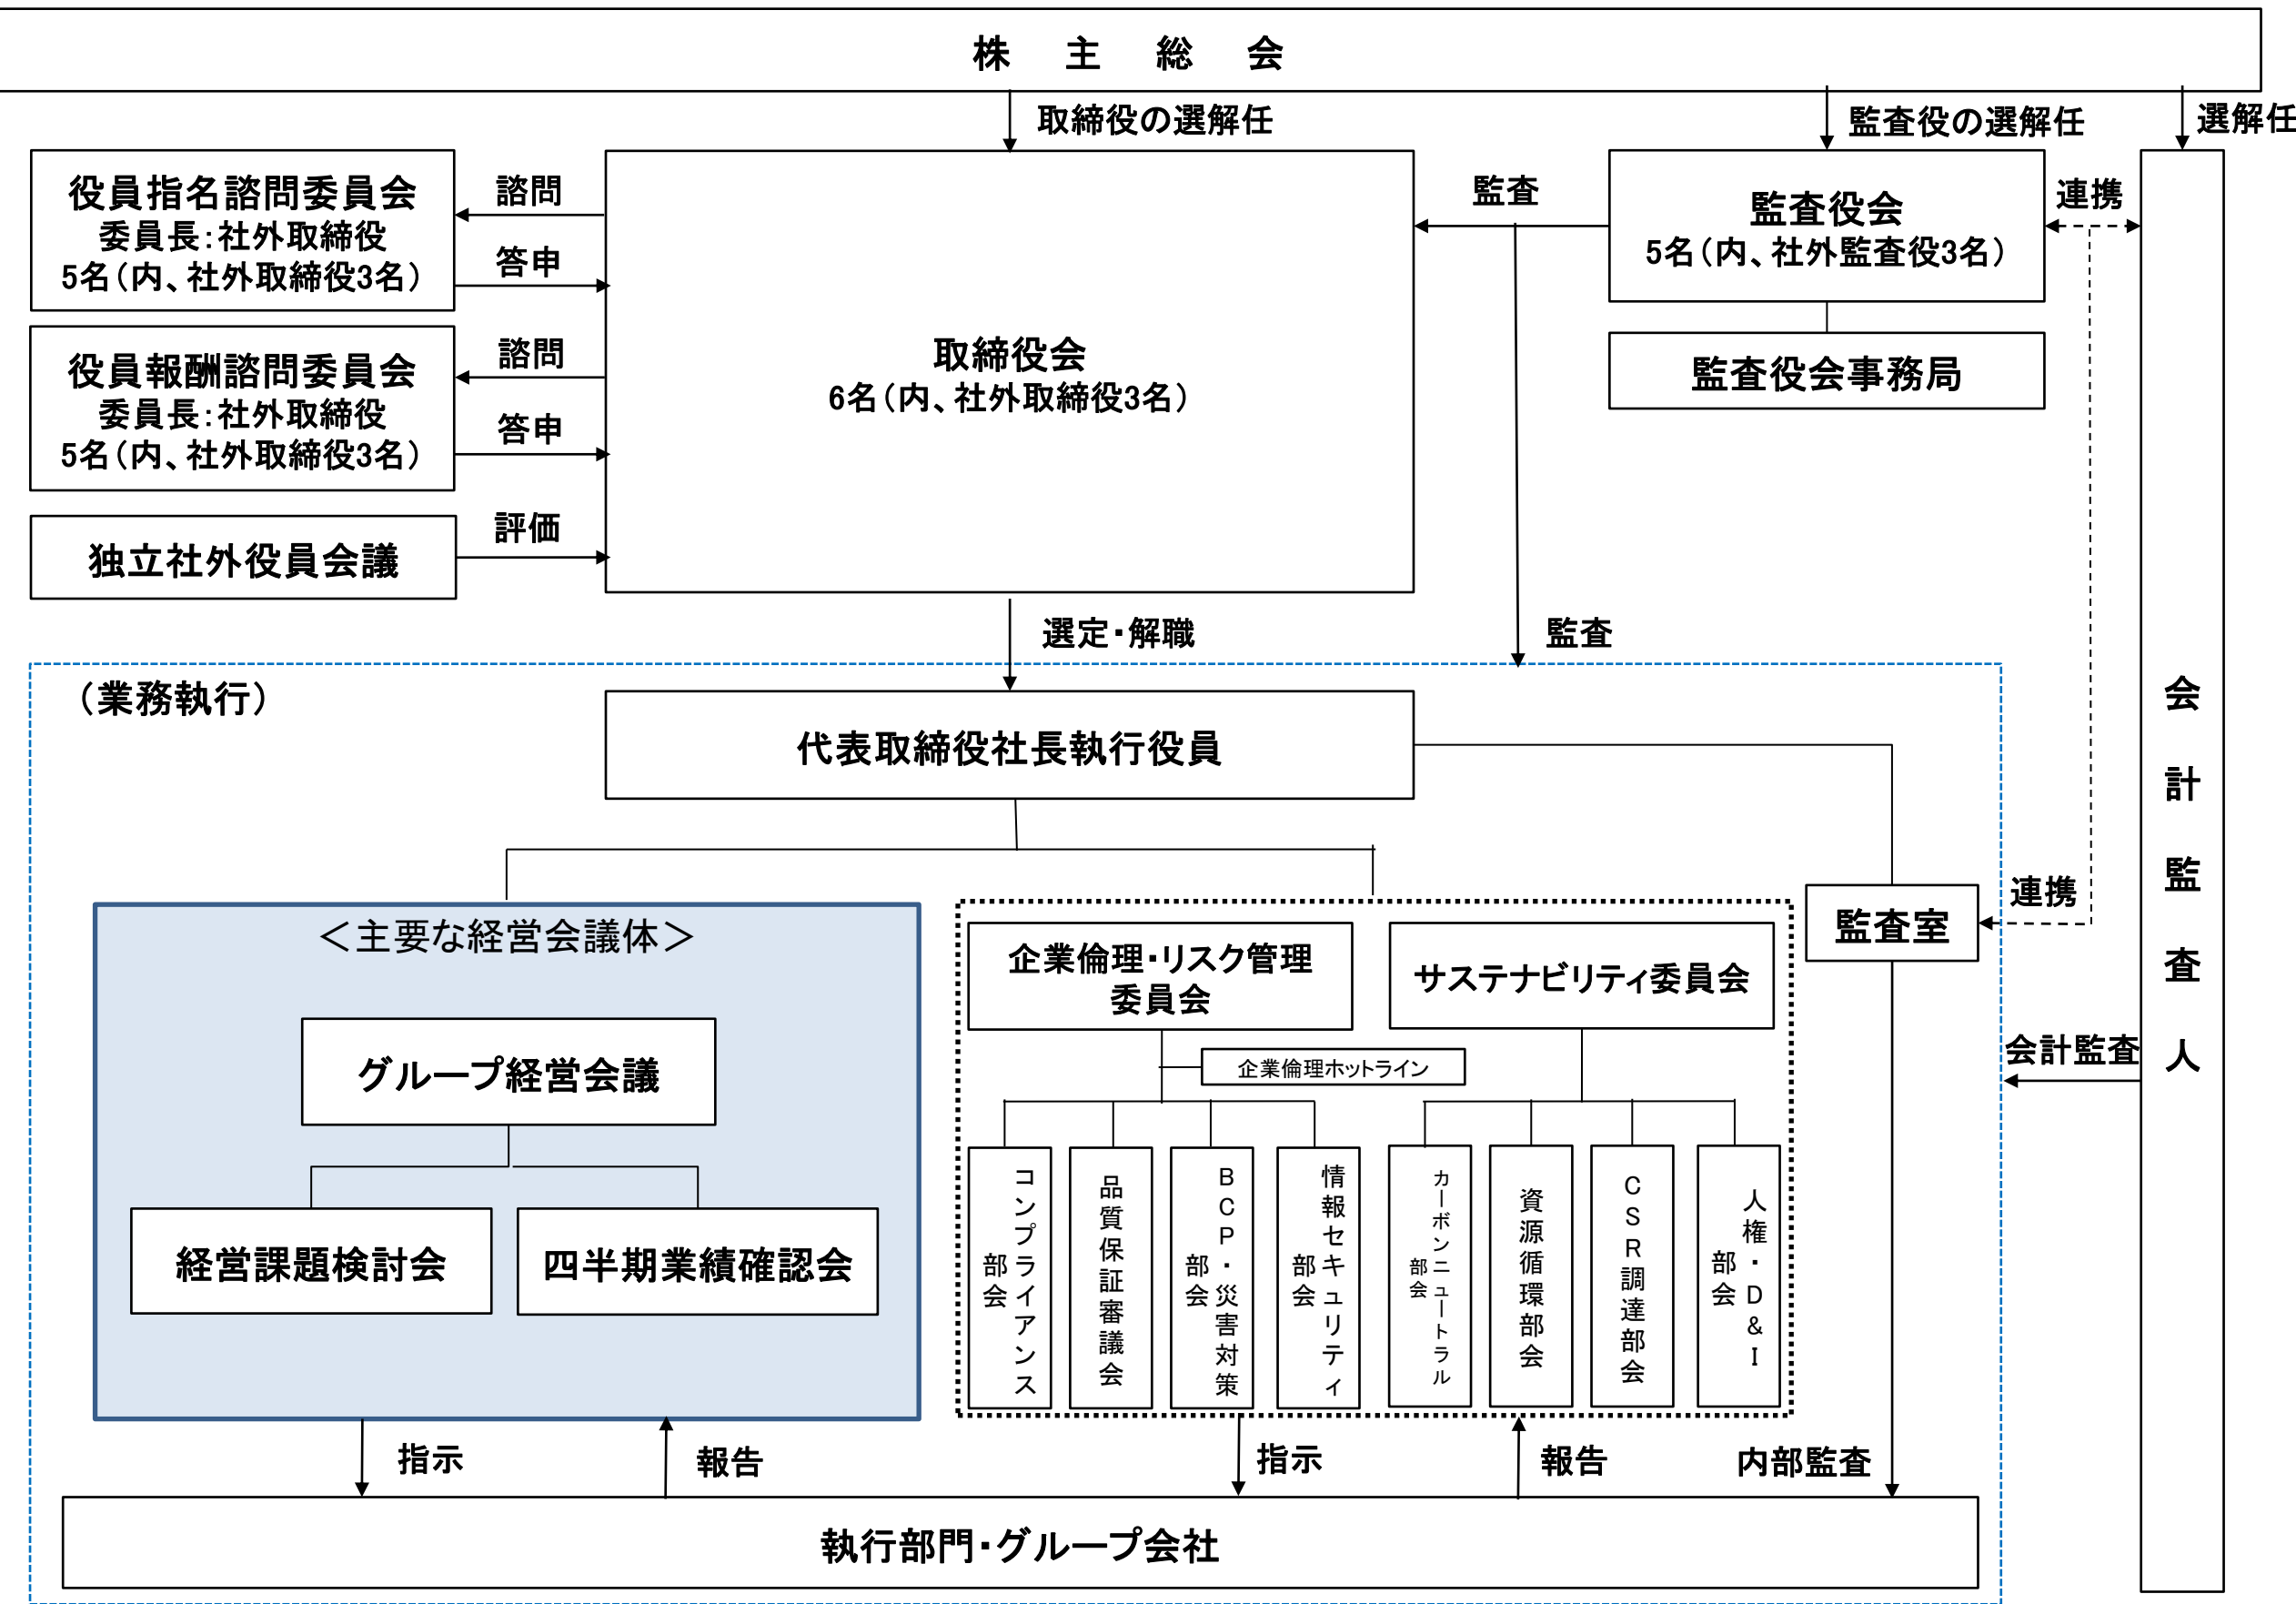 株主総会
取締役の選解任
監査役の選解任
選解任
役員指名諮問委員会
委員長：社外取締役
5名（内、社外取締役3名）
諮問
答申
役員報酬諮問委員会
委員長：社外取締役
5名（内、社外取締役3名）
諮問
答申
独立社外役員会議
評価
取締役会
6名（内、社外取締役3名）
監査
監査役会
5名（内、社外監査役3名）
連携
監査役会事務局
選定・解職
監査
会計監査人
（業務執行）
代表取締役社長執行役員
＜主要な経営会議体＞
グループ経営会議
経営課題検討会
四半期業績確認会
企業倫理・リスク管理
委員会
サステナビリティ委員会
監査室
連携
会計監査
企業倫理ホットライン
コンプライアンス
部会
品質保証審議会
BCP・災害対策
部会
情報セキュリティ
部会
カーボンニュートラル
部会
資源循環部会
CSR調達部会
人権・D&I
部会
指示
報告
指示
報告
内部監査
執行部門・グループ会社